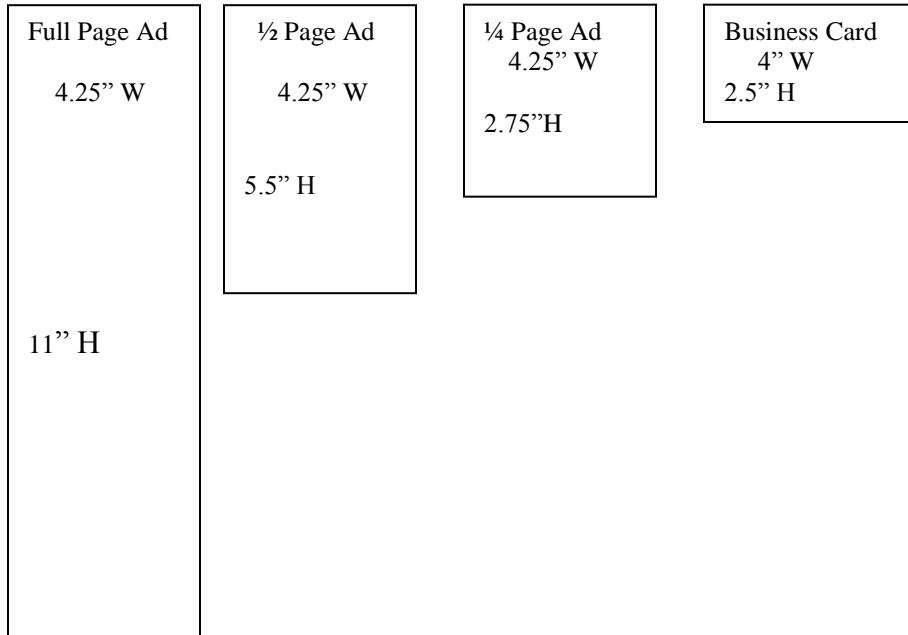 Full Page Ad
4.25” W
11” H
½ Page Ad
4.25” W
5.5” H
¼ Page Ad
4.25” W
2.75”H
Business Card
4” W
2.5” H